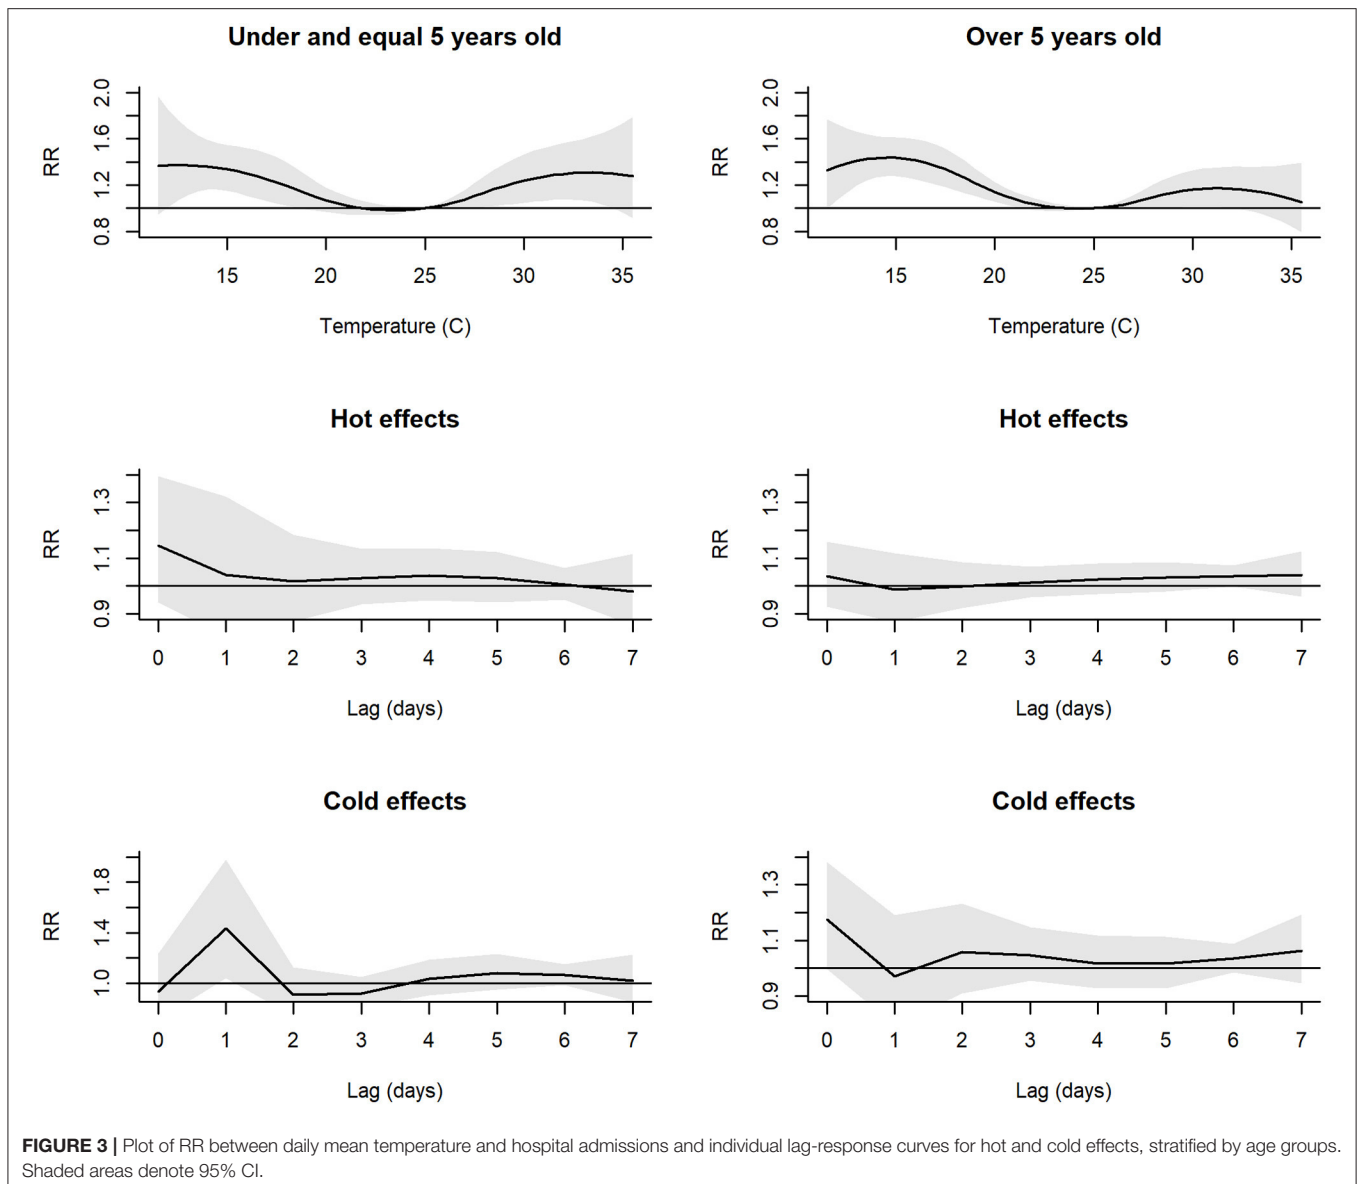 Under and equal 5 years old
Over 5 years old
RR
0.8 1.2 1.6 2.0
15 20 25 30 35
Temperature (C)
RR
0.8 1.2 1.6 2.0
15 20 25 30 35
Temperature (C)
Hot effects
Hot effects
RR
0.9 1.1 1.3
0 1 2 3 4 5 6 7
Lag (days)
RR
0.9 1.1 1.3
0 1 2 3 4 5 6 7
Lag (days)
Cold effects
Cold effects
RR
1.0 1.4 1.8
0 1 2 3 4 5 6 7
Lag (days)
RR
0.9 1.1 1.3
0 1 2 3 4 5 6 7
Lag (days)
FIGURE 3 | Plot of RR between daily mean temperature and hospital admissions and individual lag-response curves for hot and cold effects, stratified by age groups.
Shaded areas denote 95% CI.